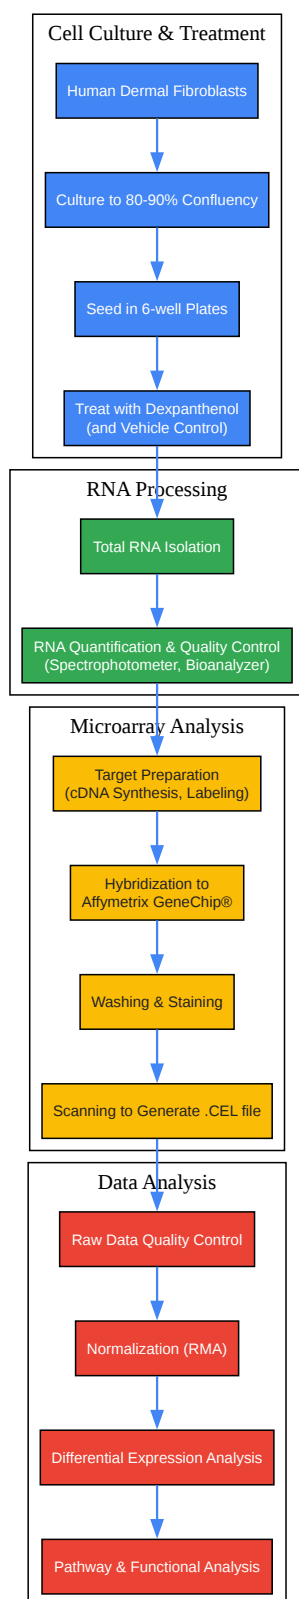 Cell Culture & Treatment
Human Dermal Fibroblasts
Culture to 80-90% Confluency
Seed in 6-well Plates
Treat with Dexpanthenol
(and Vehicle Control)
RNA Processing
Total RNA Isolation
RNA Quantification & Quality Control
(Spectrophotometer, Bioanalyzer)
Microarray Analysis
Target Preparation
(cDNA Synthesis, Labeling)
Hybridization to
Affymetrix GeneChip®
Washing & Staining
Scanning to Generate .CEL file
Data Analysis
Raw Data Quality Control
Normalization (RMA)
Differential Expression Analysis
Pathway & Functional Analysis